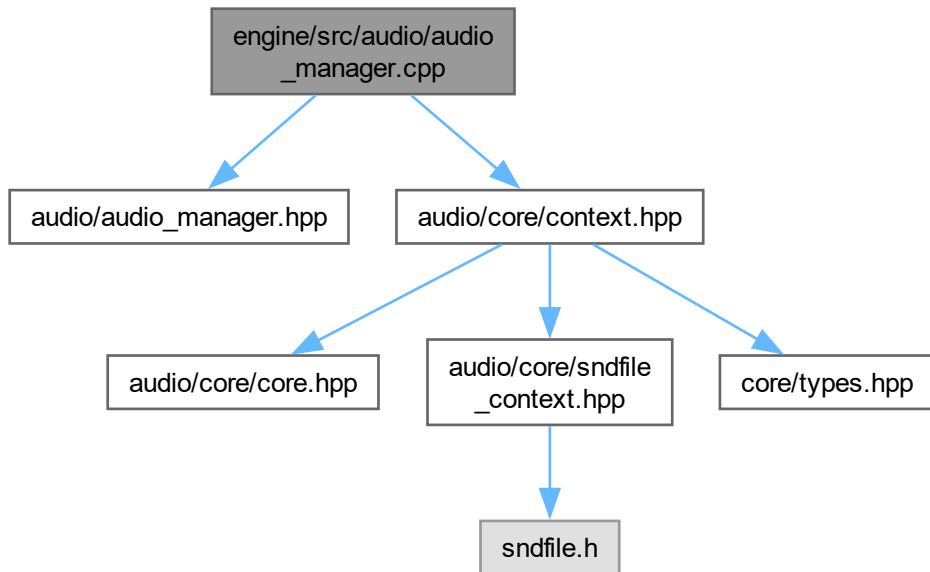 engine/src/audio/audio
_manager.cpp
audio/audio_manager.hpp
audio/core/context.hpp
audio/core/core.hpp
audio/core/sndfile
_context.hpp
core/types.hpp
sndfile.h